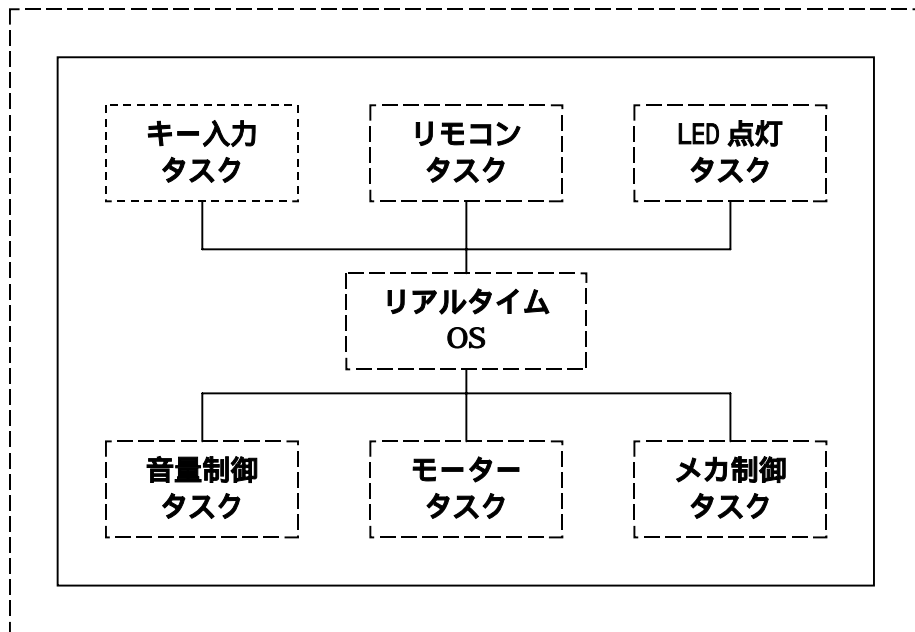 キー入力
タスク
リモコン
タスク
LED 点灯
タスク
リアルタイム
OS
音量制御
タスク
モーター
タスク
メカ制御
タスク